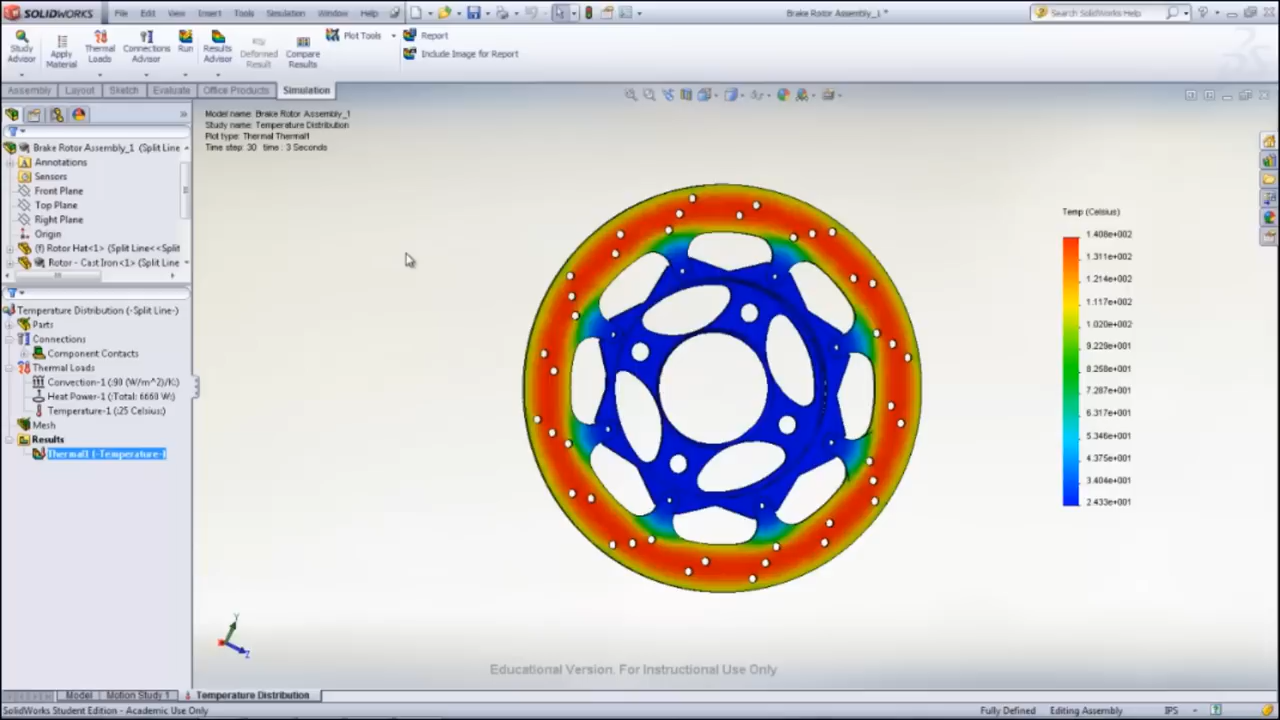 SOLIDWORKS File Edit View Insert Tools Simulation Window Help Brake Rotor Assembly_1 * Search SolidWorks Help
Study Advisor
Apply Material
Thermal Loads
Connections Advisor
Run
Results Advisor
Deformed Result
Compare Results
Plot Tools
Report
Include Image for Report
Assembly Layout Sketch Evaluate Office Products Simulation
Model name: Brake Rotor Assembly_1
Study name: Temperature Distribution
Plot type: Thermal Thermal1
Time step: 30 time : 3 Seconds
Brake Rotor Assembly_1 (Split Line
Annotations
Sensors
Front Plane
Top Plane
Right Plane
Origin
(f) Rotor Hat<1> (Split Line<<Split
Rotor - Cast Iron<1> (Split Line
Temperature Distribution (-Split Line-)
Parts
Connections
Component Contacts
Thermal Loads
Convection-1 (:90 (W/m^2)/K:)
Heat Power-1 (:Total: 6660 W:)
Temperature-1 (:25 Celsius:)
Mesh
Results
Thermal1 (-Temperature-)
Temp (Celsius)
1.408e+002
1.311e+002
1.214e+002
1.117e+002
1.020e+002
9.229e+001
8.258e+001
7.287e+001
6.317e+001
5.346e+001
4.375e+001
3.404e+001
2.433e+001
Y
Z
Educational Version. For Instructional Use Only
Model Motion Study 1 Temperature Distribution
SolidWorks Student Edition - Academic Use Only Fully Defined Editing Assembly IPS